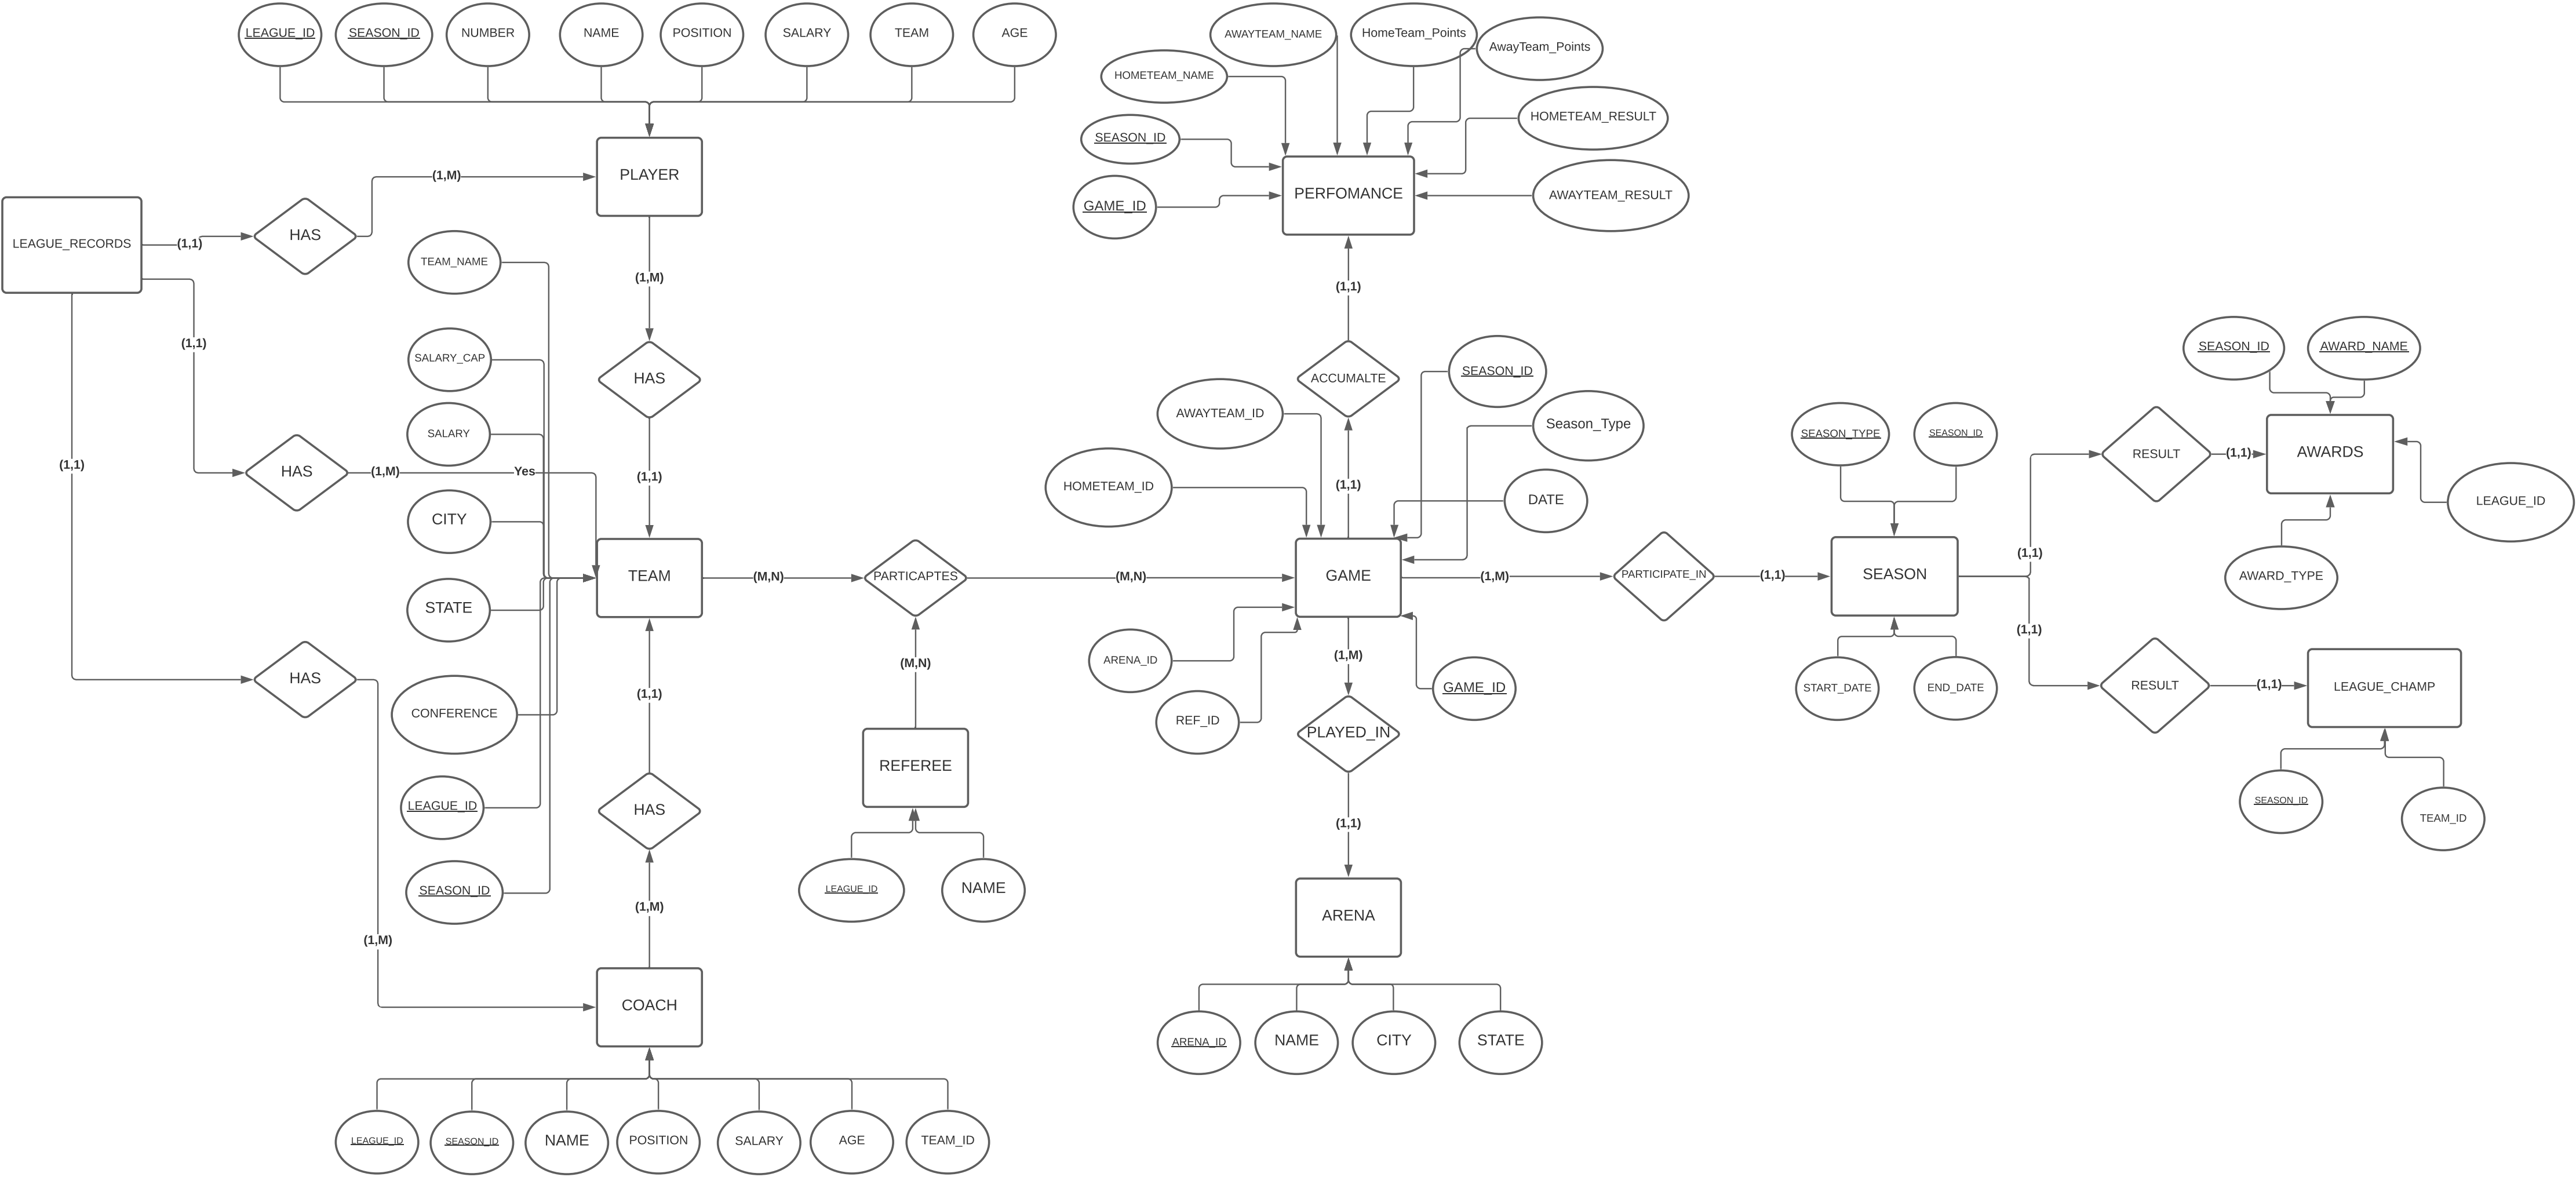 LEAGUE_ID
SEASON_ID
NUMBER
NAME
POSITION
SALARY
TEAM
AGE
PLAYER
LEAGUE_RECORDS
(1,1)
HAS
(1,M)
(1,1)
HAS
(1,M)
Yes
(1,1)
HAS
(1,M)
(1,M)
HAS
(1,1)
TEAM_NAME
SALARY_CAP
SALARY
CITY
STATE
CONFERENCE
LEAGUE_ID
SEASON_ID
TEAM
(1,1)
HAS
(1,M)
COACH
LEAGUE_ID
SEASON_ID
NAME
POSITION
SALARY
AGE
TEAM_ID
(M,N)
PARTICAPTES
(M,N)
(M,N)
REFEREE
LEAGUE_ID
NAME
AWAYTEAM_NAME
HomeTeam_Points
AwayTeam_Points
HOMETEAM_NAME
HOMETEAM_RESULT
SEASON_ID
AWAYTEAM_RESULT
GAME_ID
PERFOMANCE
(1,1)
ACCUMALTE
(1,1)
SEASON_ID
AWAYTEAM_ID
Season_Type
HOMETEAM_ID
DATE
GAME
ARENA_ID
REF_ID
GAME_ID
(1,M)
PLAYED_IN
(1,1)
ARENA
ARENA_ID
NAME
CITY
STATE
(1,M)
PARTICIPATE_IN
(1,1)
SEASON_TYPE
SEASON_ID
SEASON
START_DATE
END_DATE
(1,1)
RESULT
(1,1)
SEASON_ID
AWARD_NAME
AWARDS
LEAGUE_ID
AWARD_TYPE
(1,1)
RESULT
(1,1)
LEAGUE_CHAMP
SEASON_ID
TEAM_ID